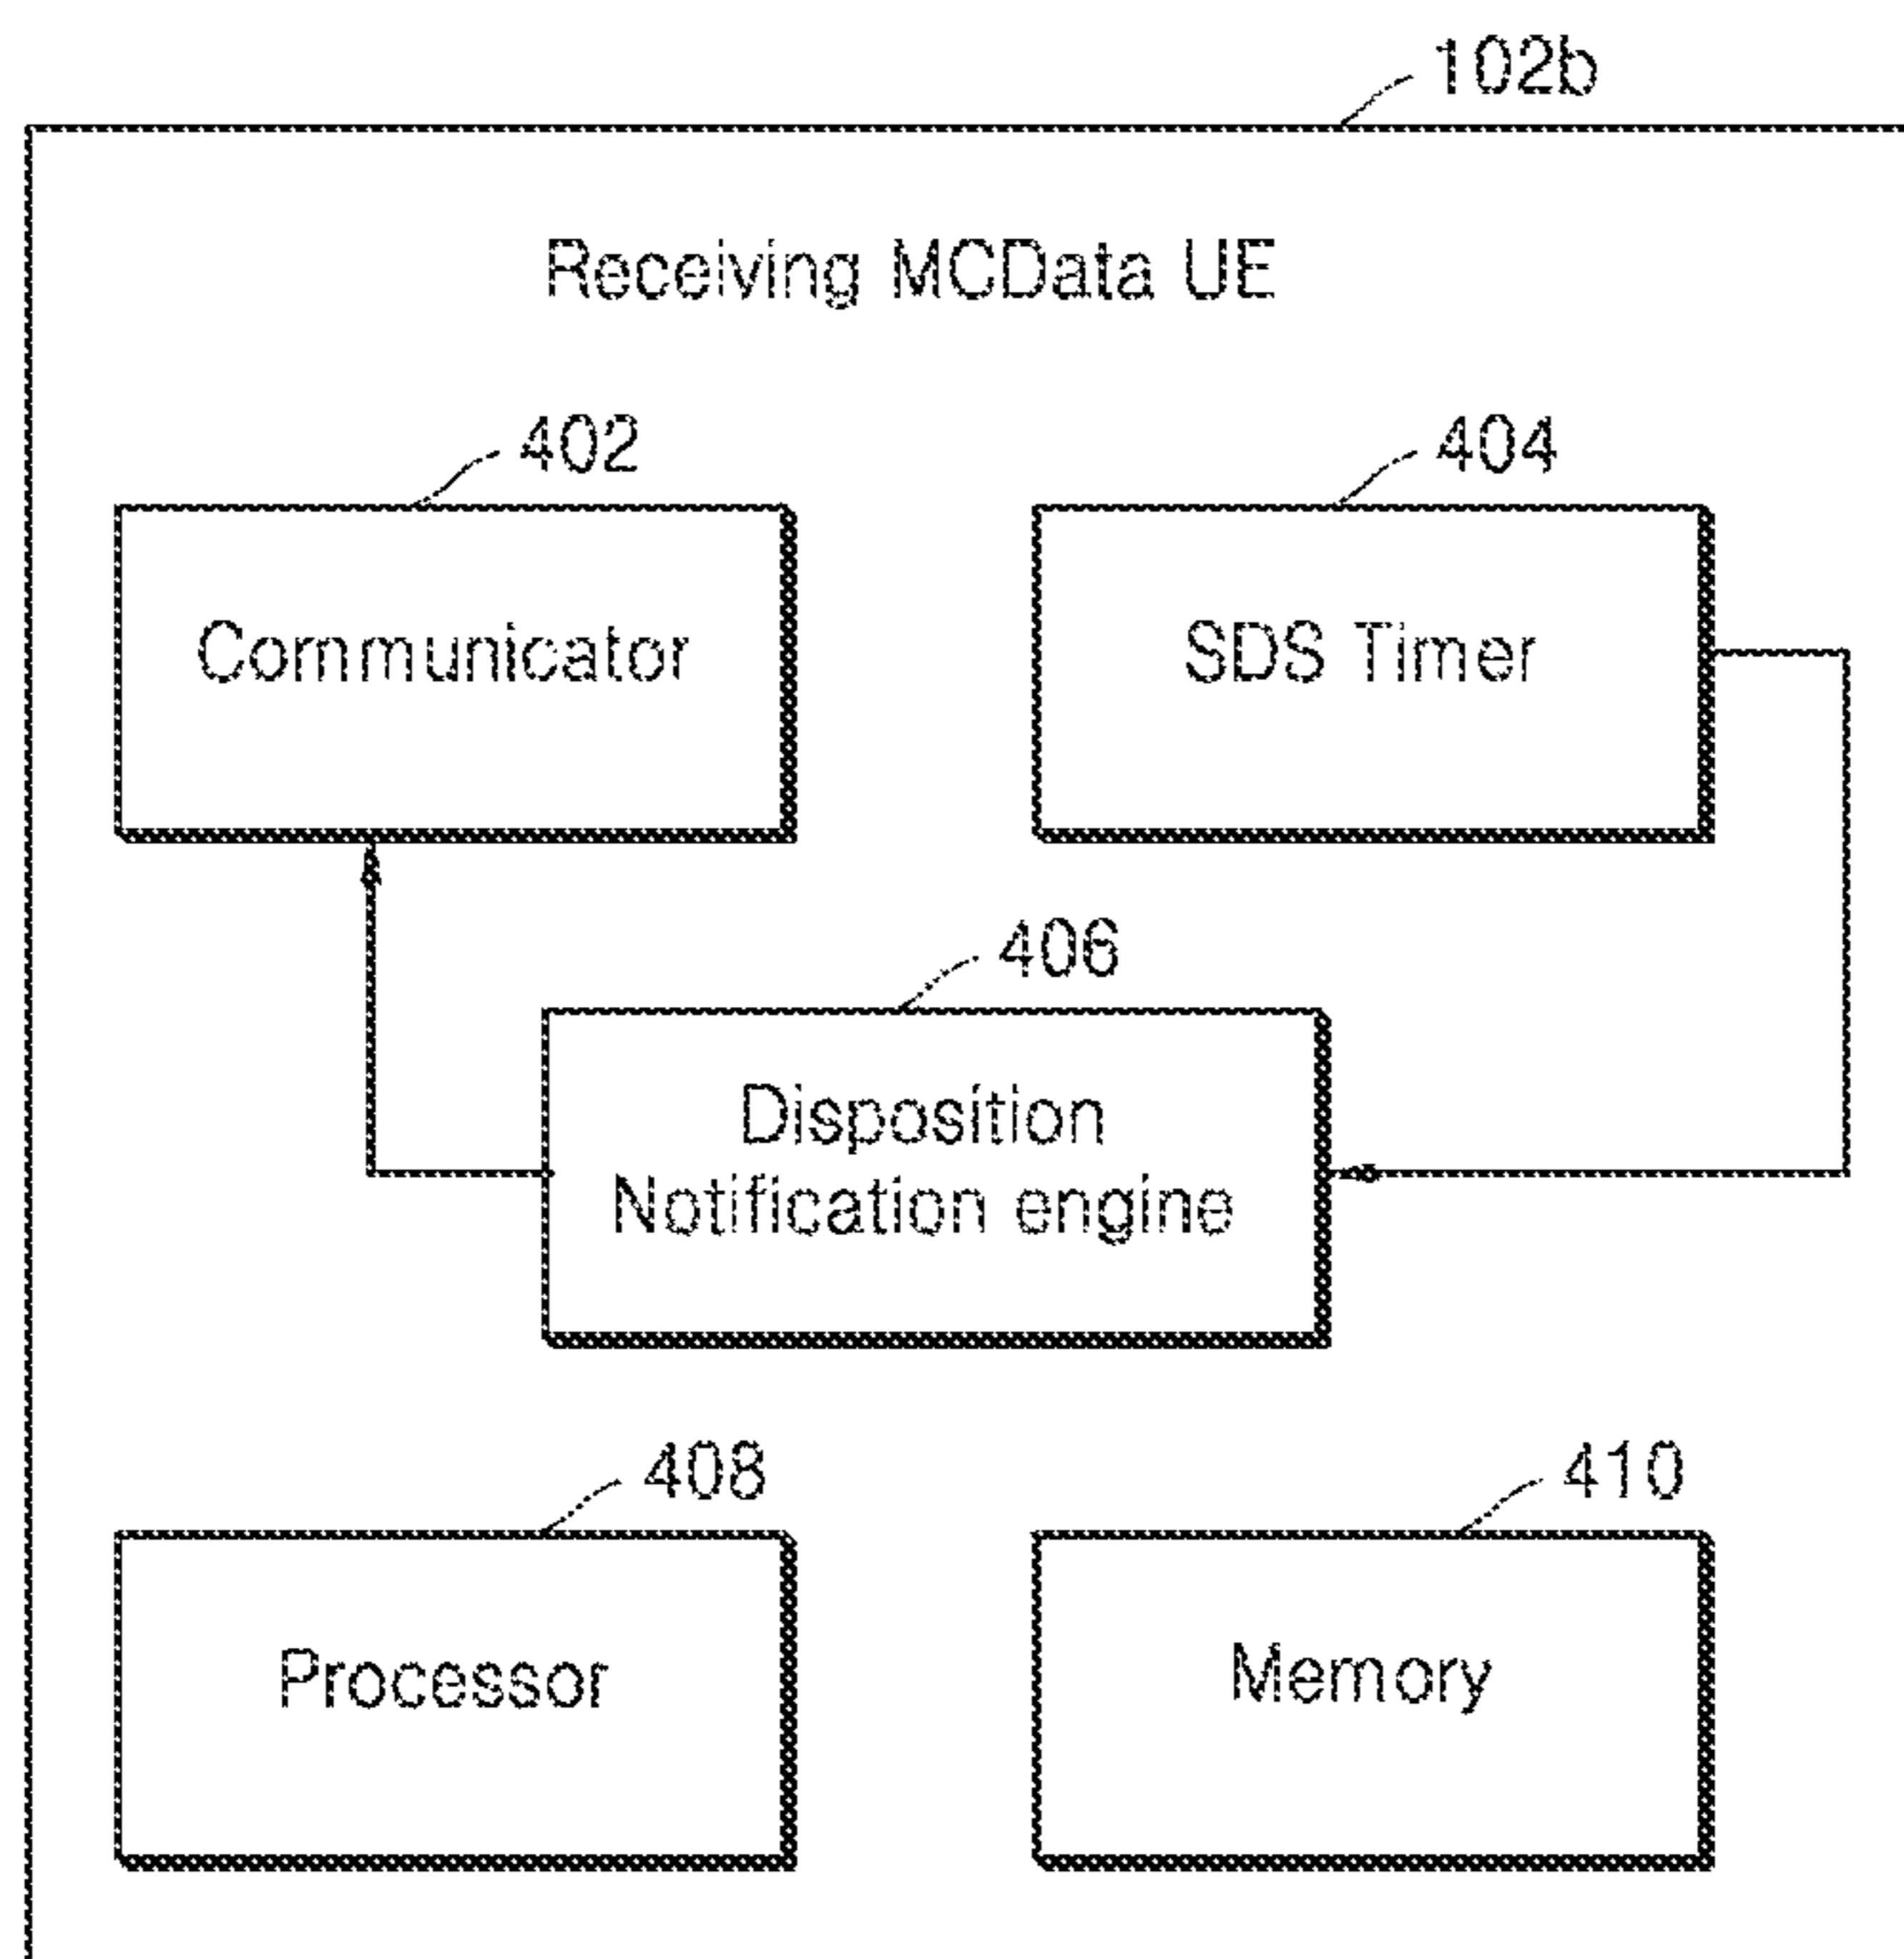 102b
Receiving MCData UE
402
404
Communicator
SDS Timer
406
Disposition
Notification engine
408
410
Processor
Memory